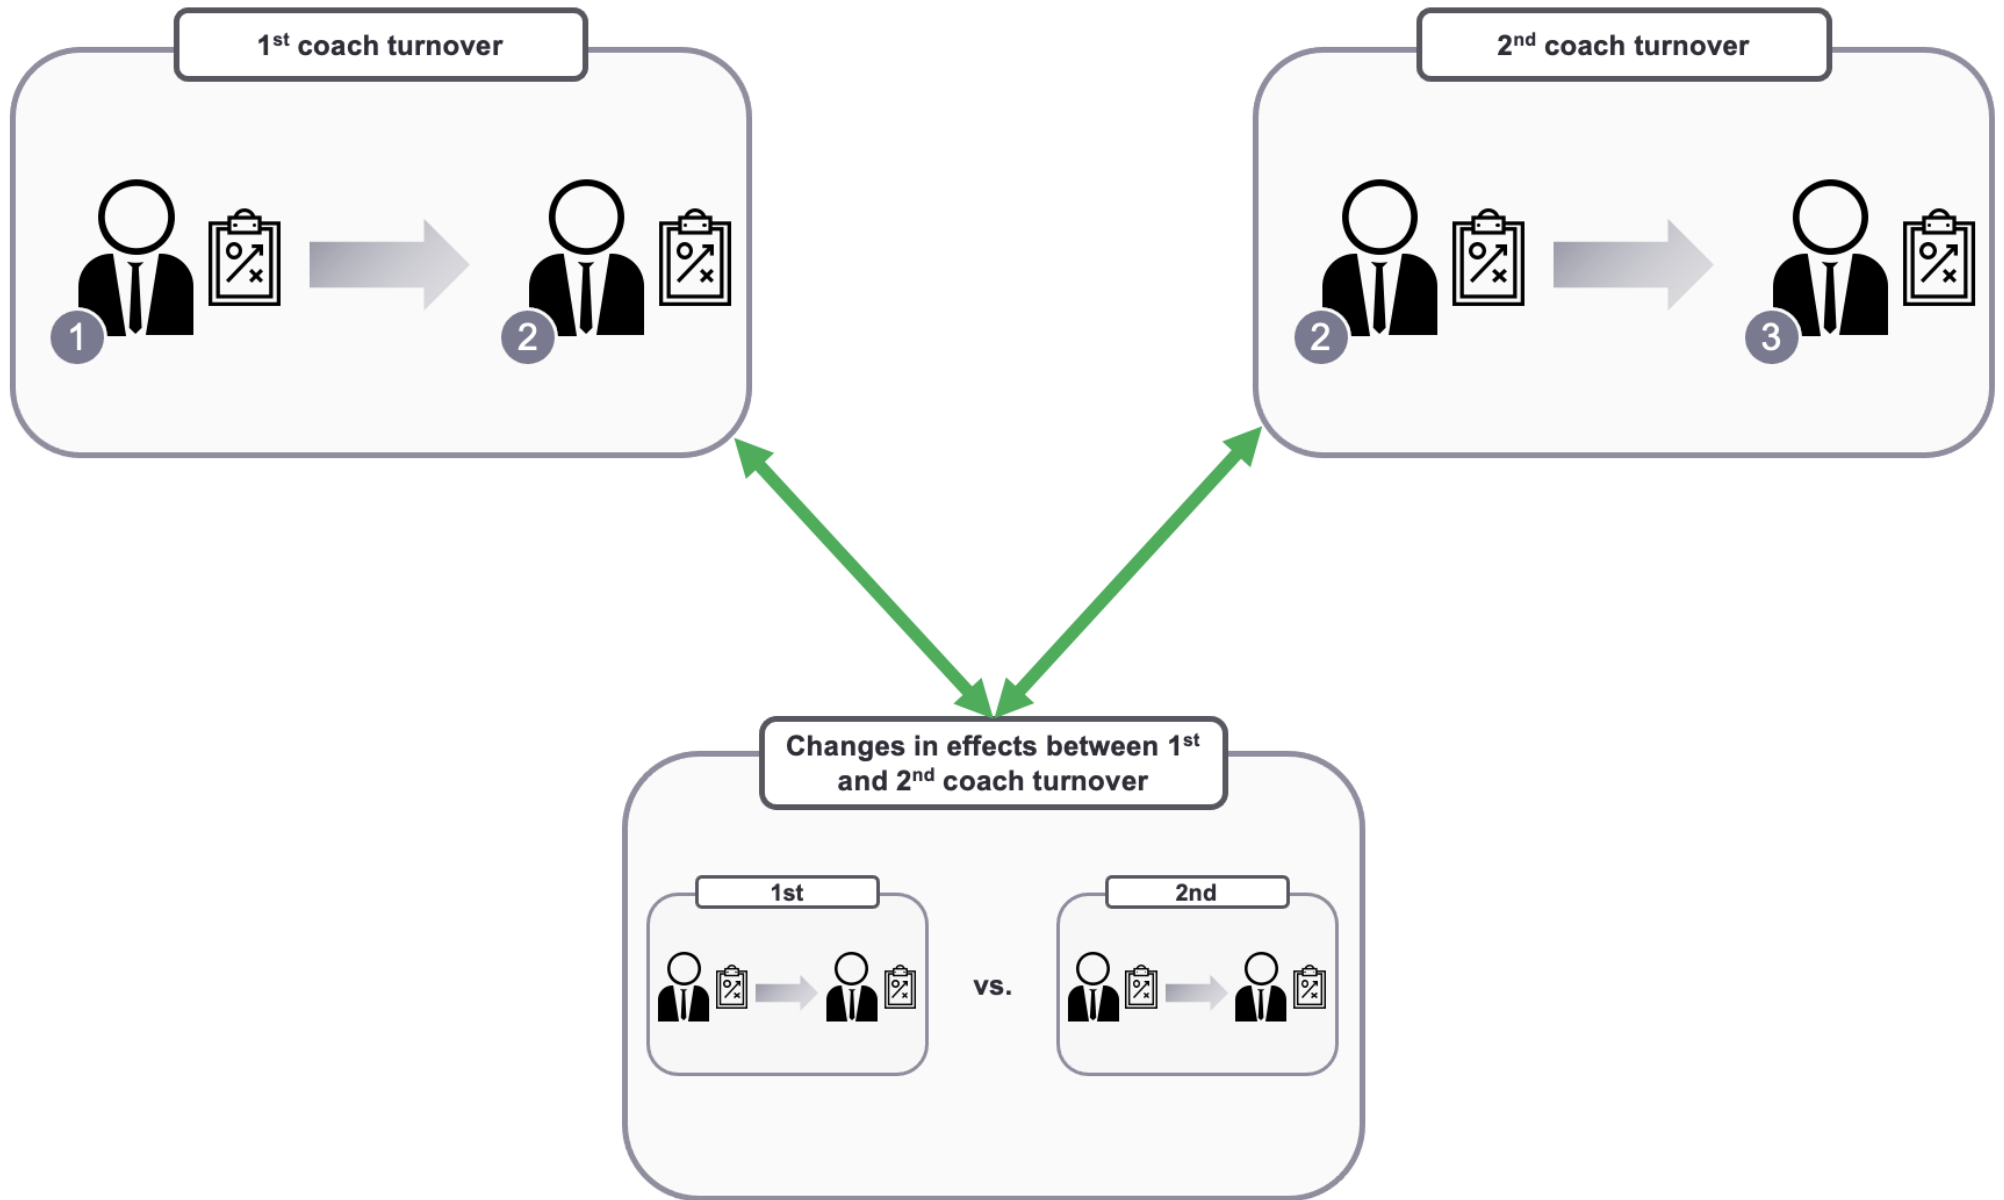 1st coach turnover
2nd coach turnover
1
2
2
3
Changes in effects between 1st
and 2nd coach turnover
1st
2nd
vs.